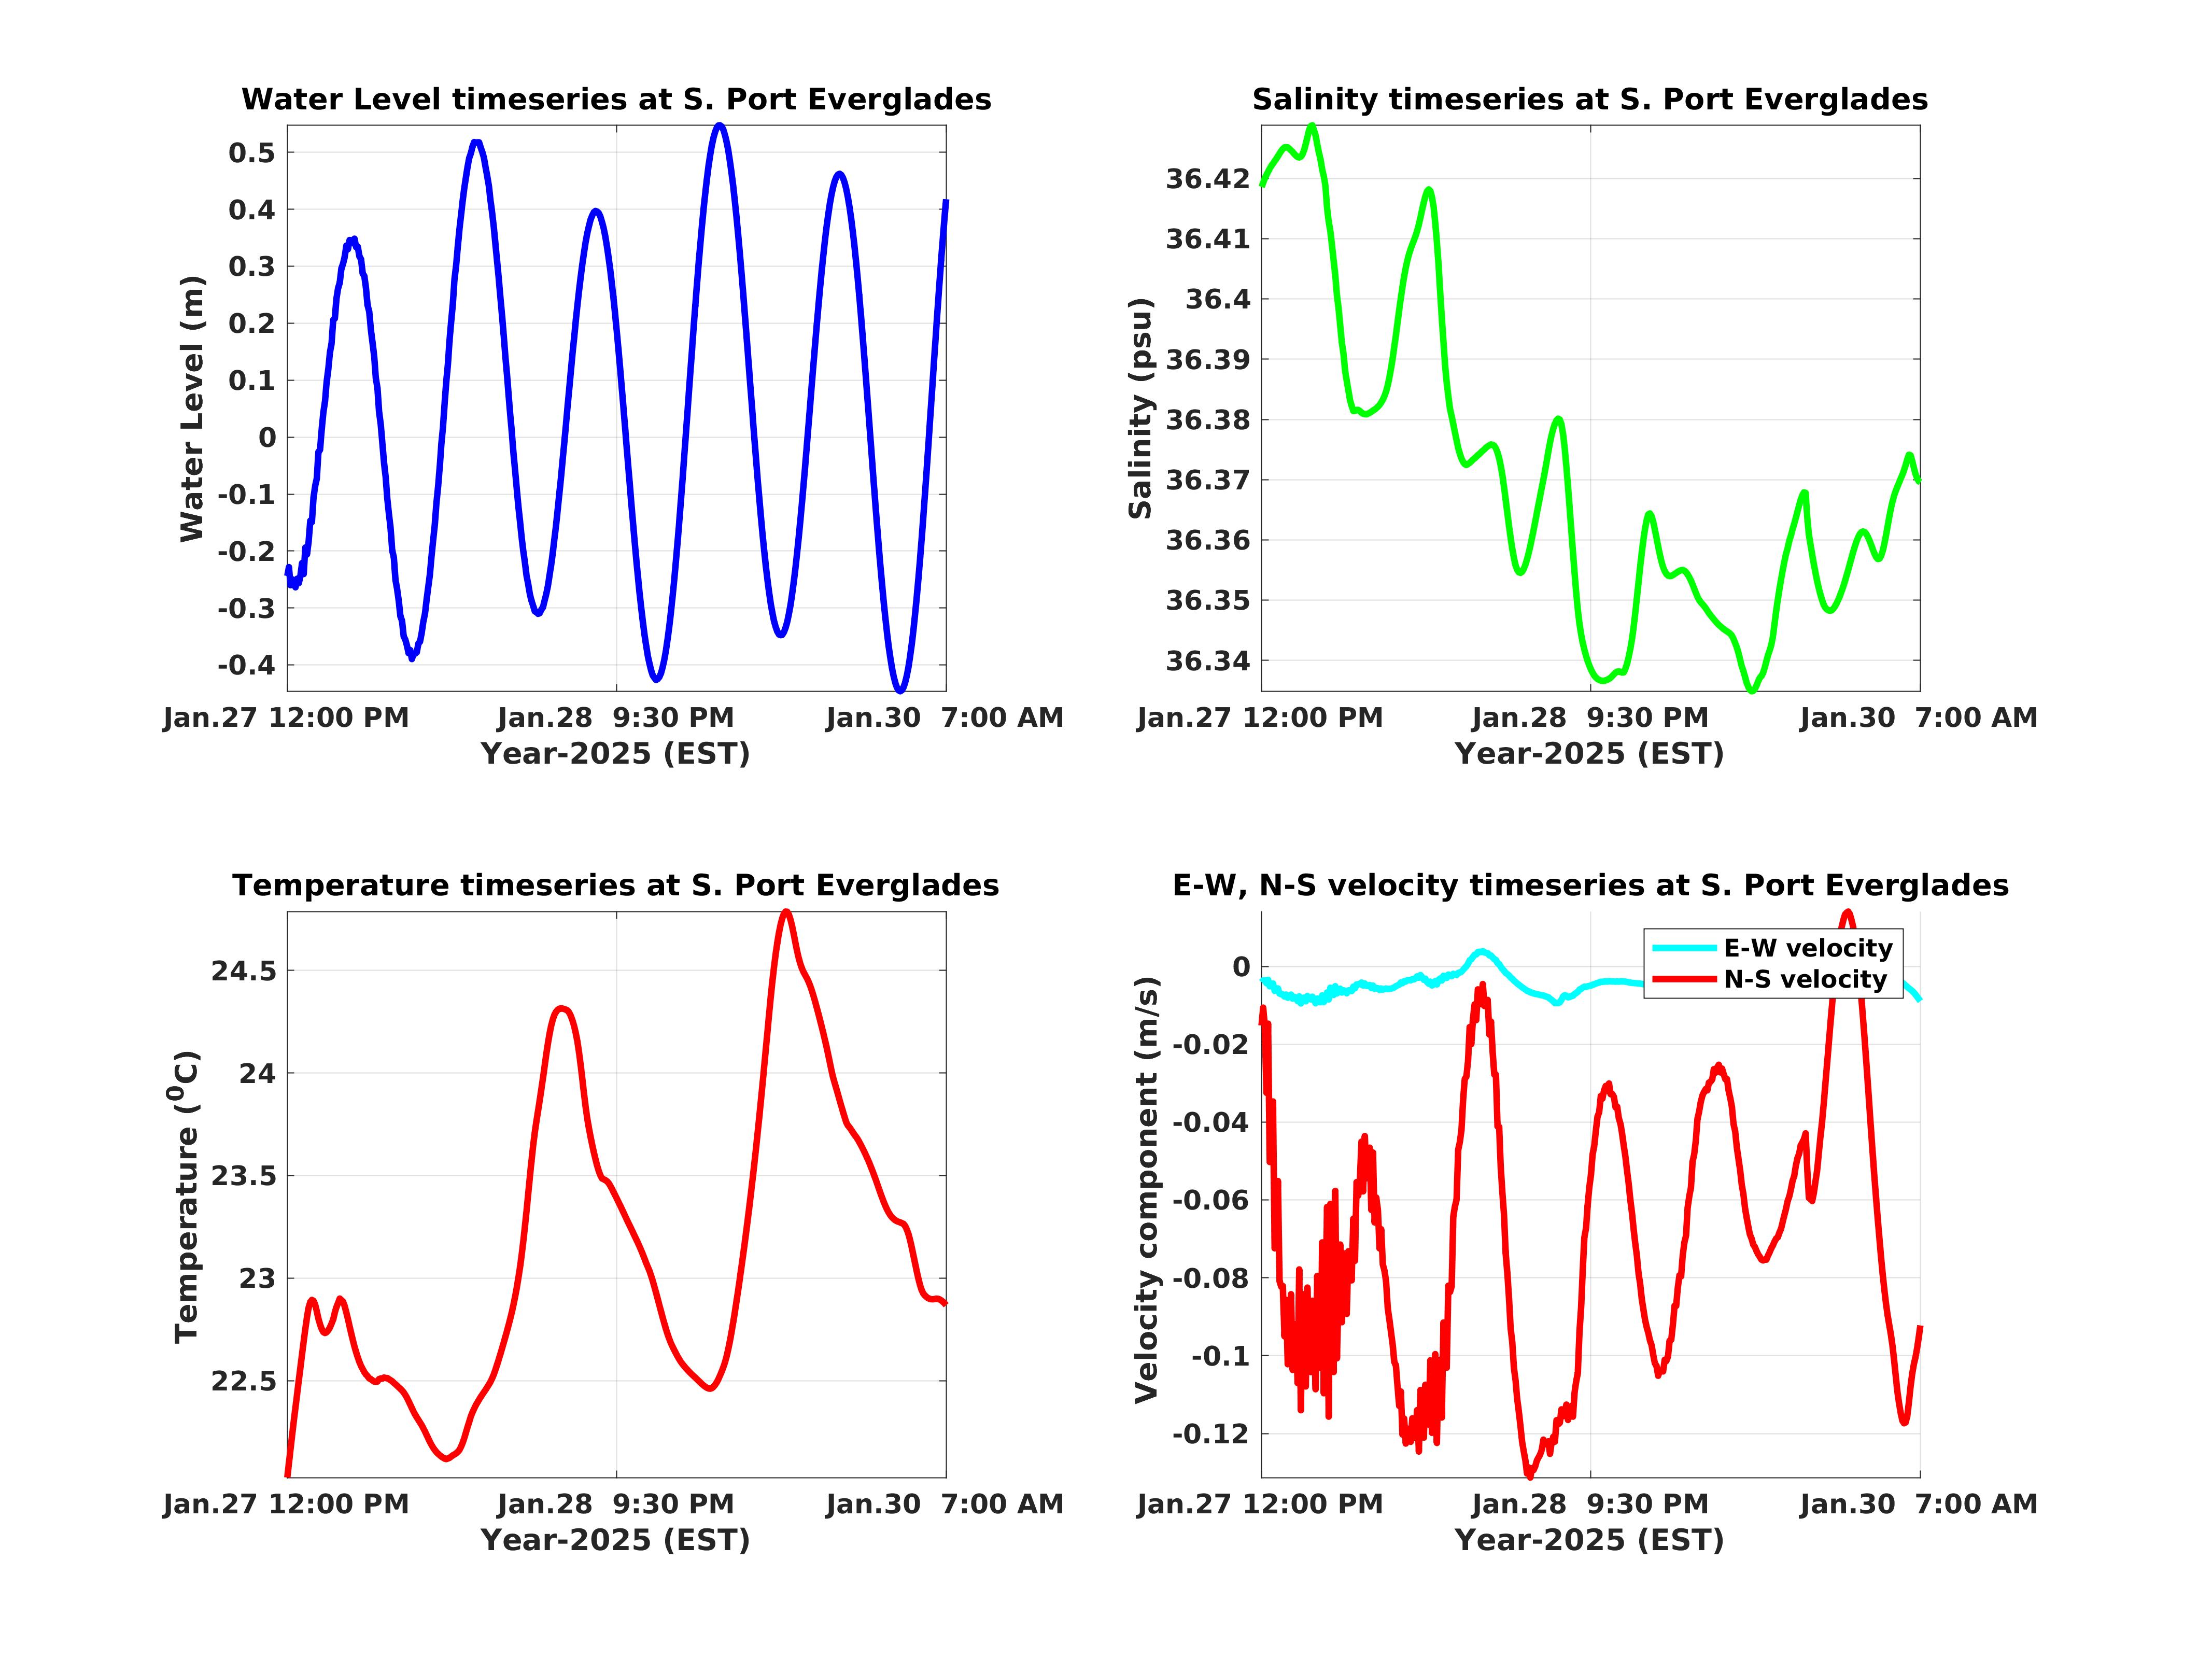 Water Level timeseries at S. Port Everglades
Water Level (m)
0.5
0.4
0.3
0.2
0.1
0
-0.1
-0.2
-0.3
-0.4
Jan.27 12:00 PM
Jan.28 9:30 PM
Jan.30 7:00 AM
Year-2025 (EST)
Salinity timeseries at S. Port Everglades
Salinity (psu)
36.42
36.41
36.4
36.39
36.38
36.37
36.36
36.35
36.34
Jan.27 12:00 PM
Jan.28 9:30 PM
Jan.30 7:00 AM
Year-2025 (EST)
Temperature timeseries at S. Port Everglades
Temperature (⁰C)
24.5
24
23.5
23
22.5
Jan.27 12:00 PM
Jan.28 9:30 PM
Jan.30 7:00 AM
Year-2025 (EST)
E-W, N-S velocity timeseries at S. Port Everglades
Velocity component (m/s)
0
-0.02
-0.04
-0.06
-0.08
-0.1
-0.12
E-W velocity
N-S velocity
Jan.27 12:00 PM
Jan.28 9:30 PM
Jan.30 7:00 AM
Year-2025 (EST)